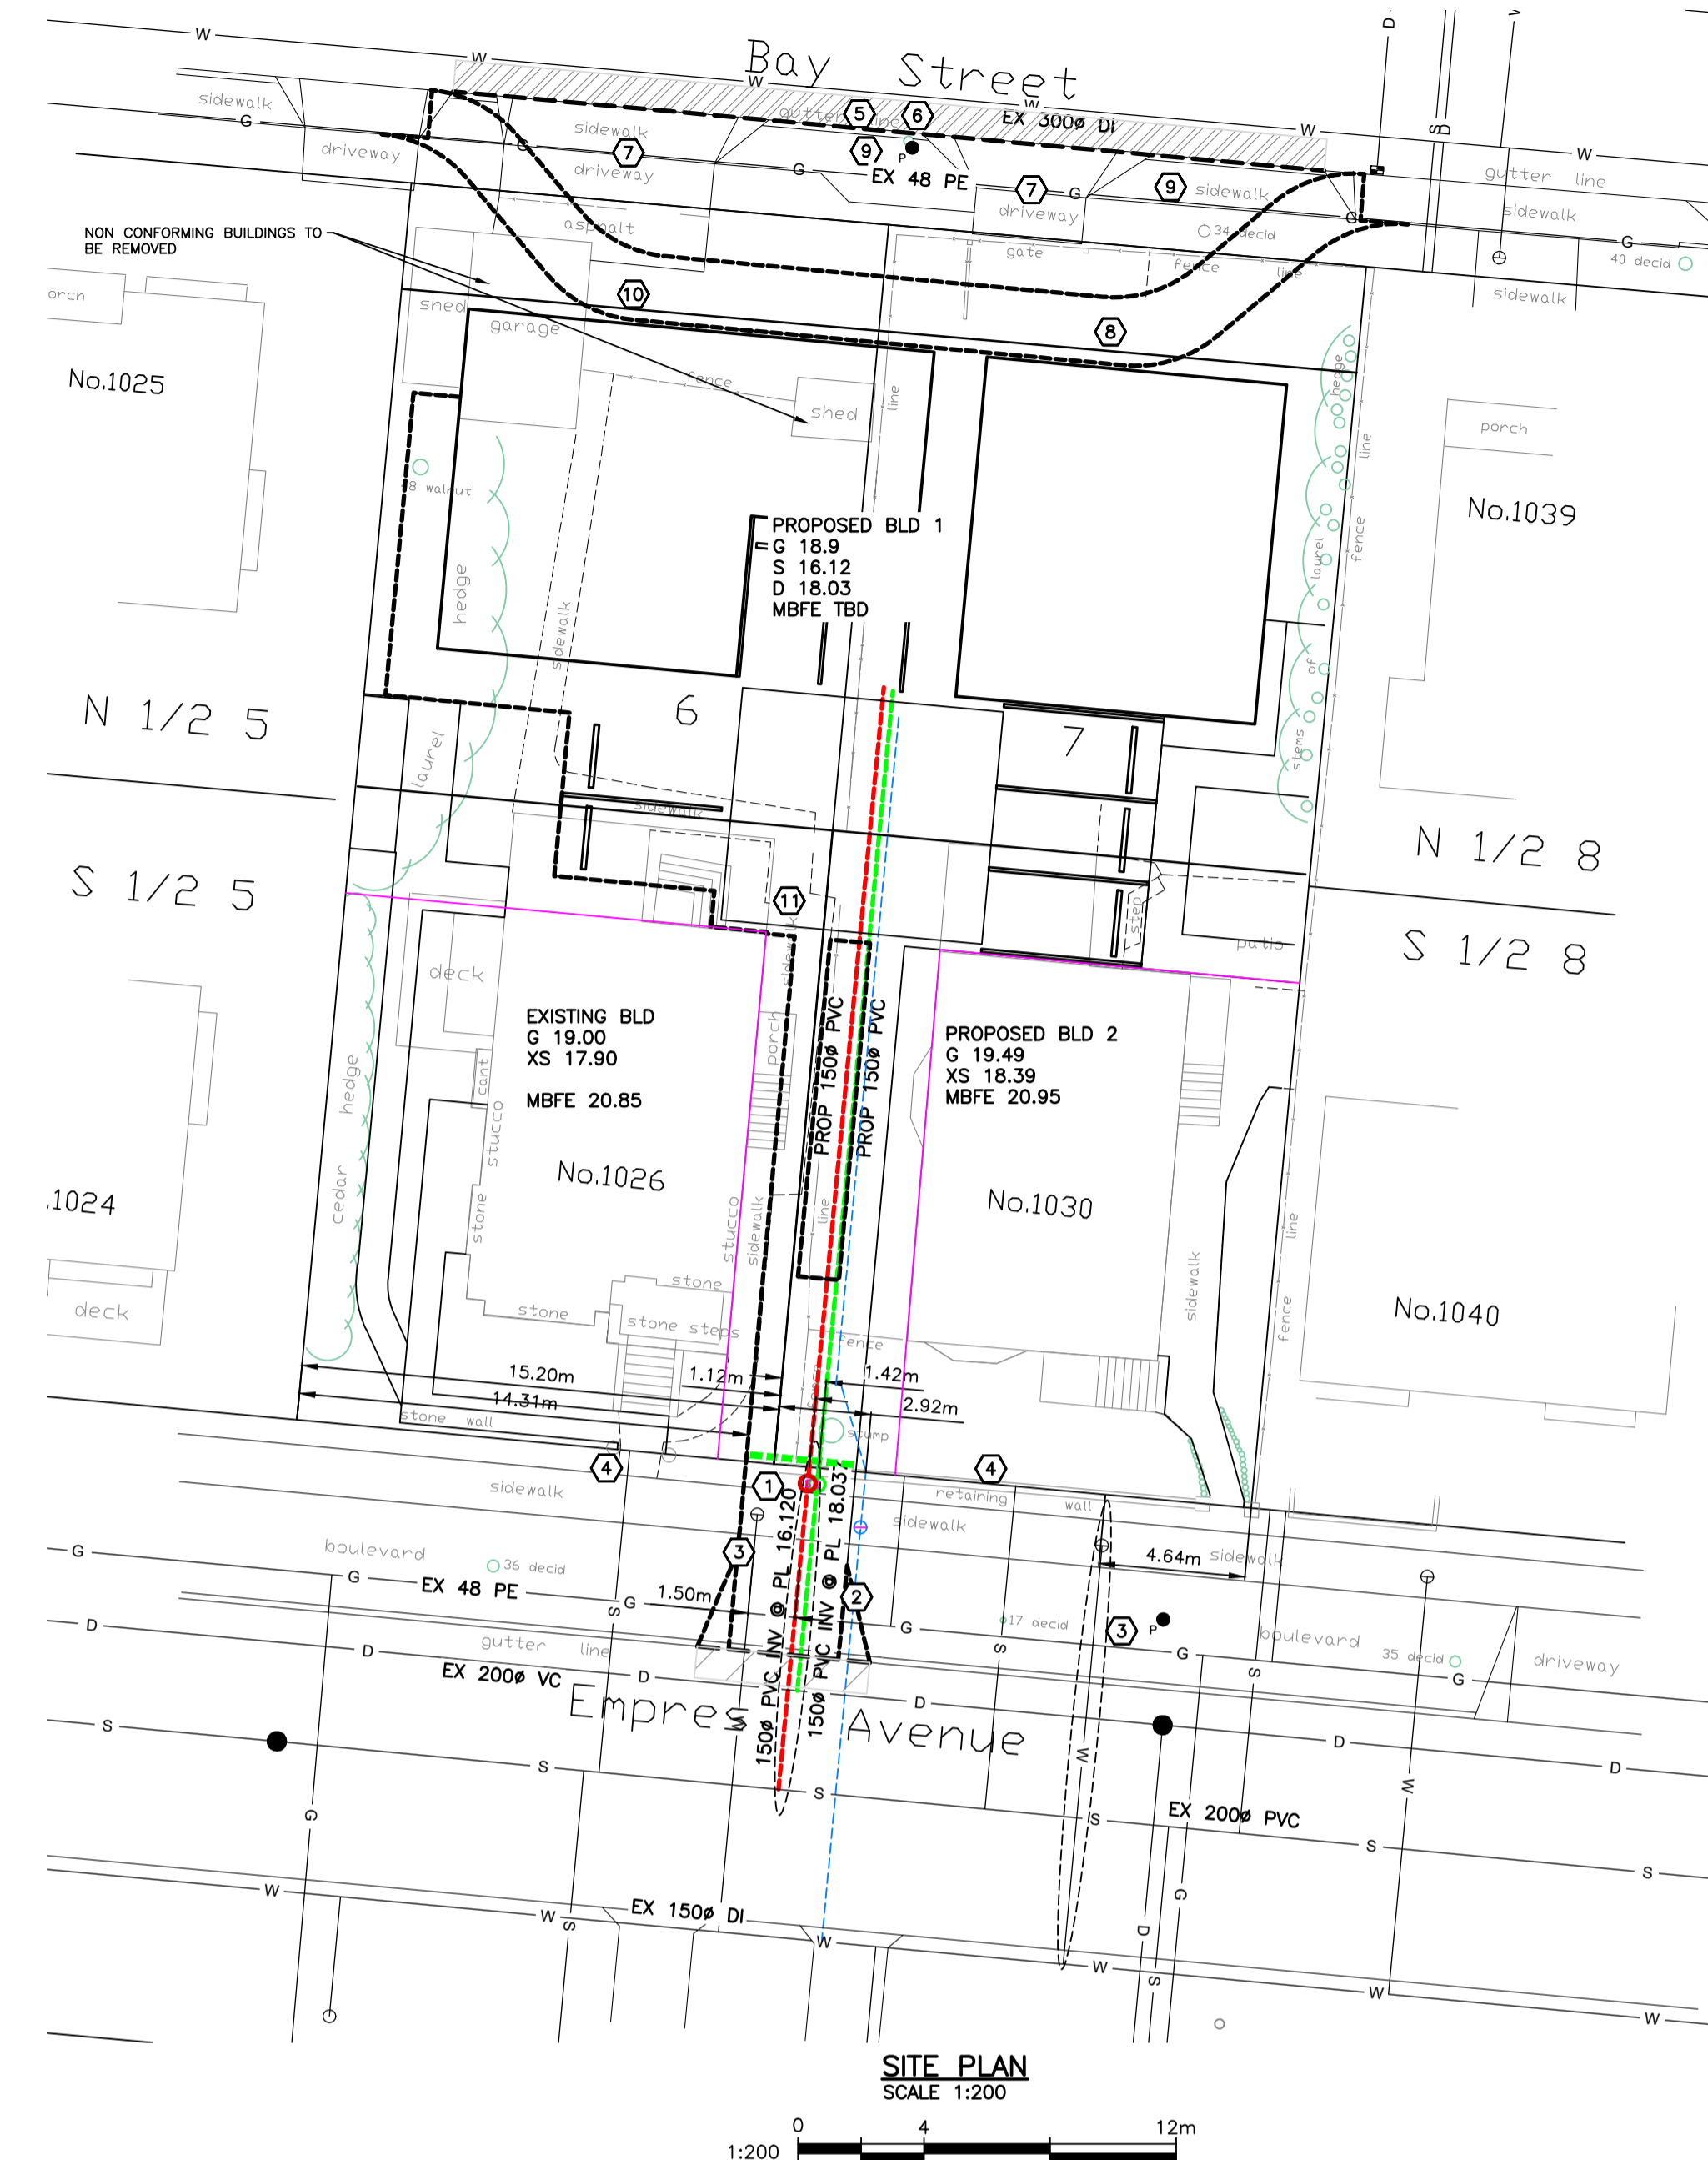 Bay Street
W
W
W
W
W
W
D
S
D
sidewalk
G
driveway
sidewalk
7
driveway
G
gutter line
5
6
9
P
EX 300ø DI
EX 48 PE
G
7
G
9
sidewalk
driveway
G
gutter line
sidewalk
G
34 decid
40 decid
sidewalk
NON CONFORMING BUILDINGS TO
BE REMOVED
asphalt
gate
fence
line
10
8
orch
shed
garage
No.1025
fence
shed
line
hedge
line
porch
No.1039
48 walnut
hedge
sidewalk
PROPOSED BLD 1
G 18.9
S 16.12
D 18.03
MBFE TBD
fence
laurel
of
stems
N 1/2 5
6
7
laurel
sidewalk
N 1/2 8
S 1/2 5
11
sidewalk
step
patio
S 1/2 8
deck
EXISTING BLD
G 19.00
XS 17.90
MBFE 20.85
porch
PROP 150ø PVC
PROP 150ø PVC
PROPOSED BLD 2
G 19.49
XS 18.39
MBFE 20.95
cant
stucco
hedge
cedar
stone
No.1026
stucco
sidewalk
line
No.1030
sidewalk
line
fence
.1024
deck
stone
stone
stone steps
fence
No.1040
15.20m
1.12m
1.42m
14.31m
2.92m
stone wall
stump
4
4
1
sidewalk
retaining
wall
sidewalk
boulevard
36 decid
3
4.64m
sidewalk
G
G
EX 48 PE
S
G
1.50m
150ø PVC INV @ PL 16.120
150ø PVC INV @ PL 18.037
2
G
17 decid
S
3
P
G
boulevard
35 decid
S
G
driveway
D
D
gutter line
D
EX 200ø VC
D
D
D
Empress Avenue
W
S
S
S
S
S
S
EX 200ø PVC
W
W
G
G
D
S
W
W
S
EX 150ø DI
W
W
W
W
SITE PLAN
SCALE 1:200
0 4 12m
1:200